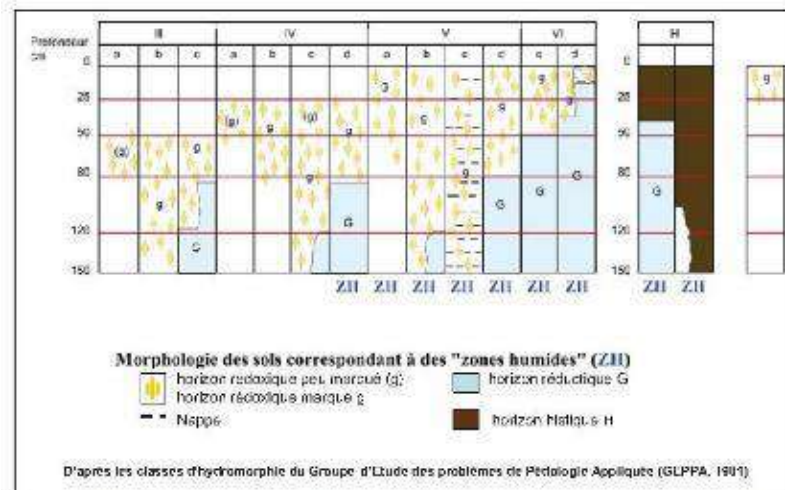 III IV V VI H
Profondeur a b c a b c d a b c d c d
cm
0
25
50
80
120
150
g
G g
(g) (g) g g g g
(g) g
g g G G
g G G
G G
G
ZH ZH ZH ZH ZH ZH ZH ZH ZH
Morphologie des sols correspondant à des "zones humides" (ZH)
horizon rédoxique peu marqué (g) horizon réductique G
horizon rédoxique marqué g
Nappe horizon histique H
D'après les classes d'hydromorphie du Groupe d'Etude des problèmes de Pédologie Appliquée (GEPPA, 1981)